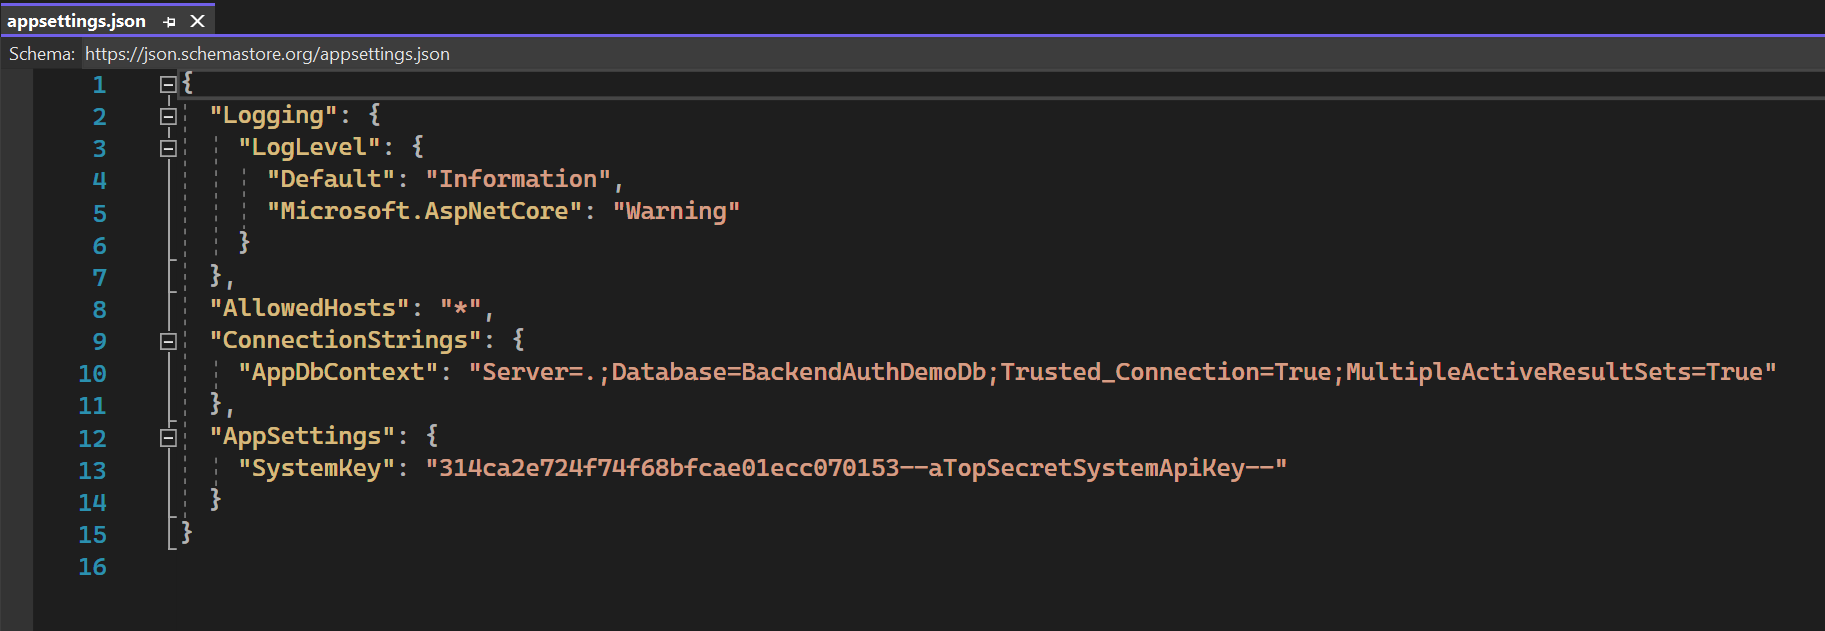 appsettings.json
Schema: https://json.schemastore.org/appsettings.json
1 {
2 "Logging": {
3 "LogLevel": {
4 "Default": "Information",
5 "Microsoft.AspNetCore": "Warning"
6 }
7 },
8 "AllowedHosts": "*",
9 "ConnectionStrings": {
10 "AppDbContext": "Server=.;Database=BackendAuthDemoDb;Trusted_Connection=True;MultipleActiveResultSets=True"
11 },
12 "AppSettings": {
13 "SystemKey": "314ca2e724f74f68bfcae01ecc070153--aTopSecretSystemApiKey--"
14 }
15 }
16